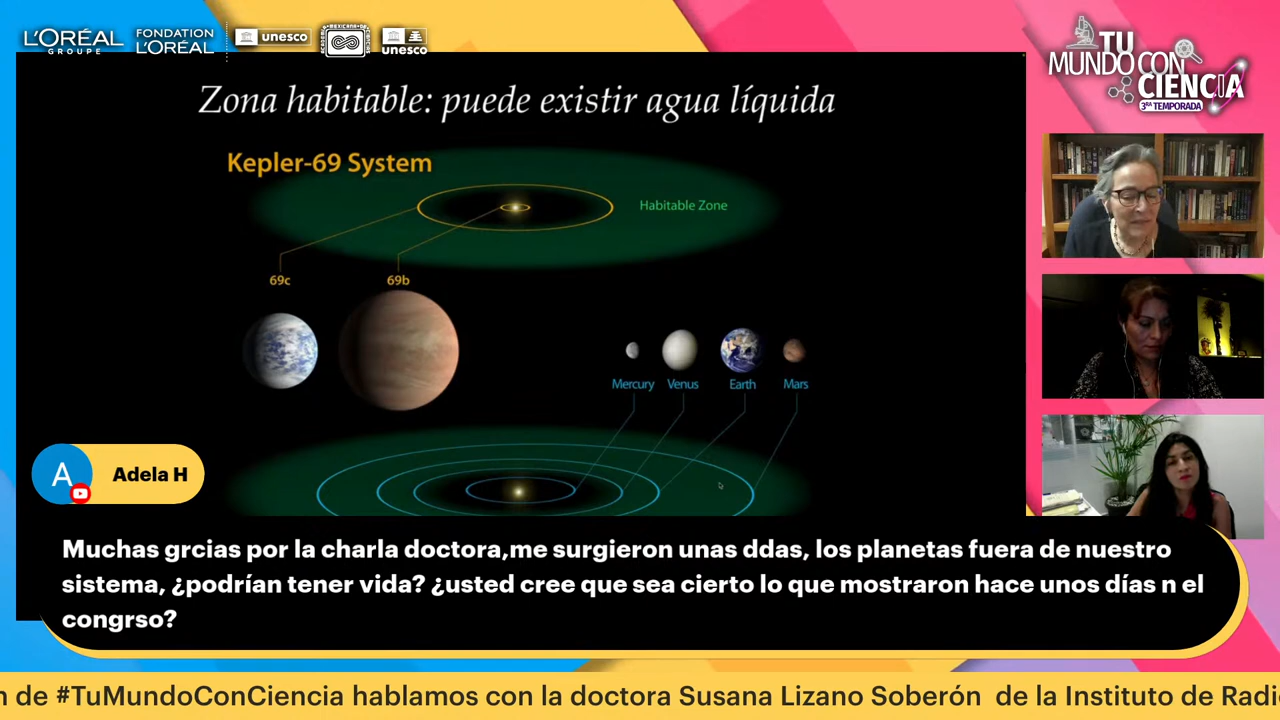 L'ORÉAL
GROUPE
FONDATION
L'ORÉAL
unesco
unesco
TU
MUNDO CON
CIENCIA
3RA TEMPORADA
Zona habitable: puede existir agua líquida
Kepler-69 System
Habitable Zone
69c
69b
Mercury
Venus
Earth
Mars
A
Adela H
Muchas grcias por la charla doctora,me surgieron unas ddas, los planetas fuera de nuestro
sistema, ¿podrían tener vida? ¿usted cree que sea cierto lo que mostraron hace unos días n el
congrso?
n de #TuMundoConCiencia hablamos con la doctora Susana Lizano Soberón de la Instituto de Radi